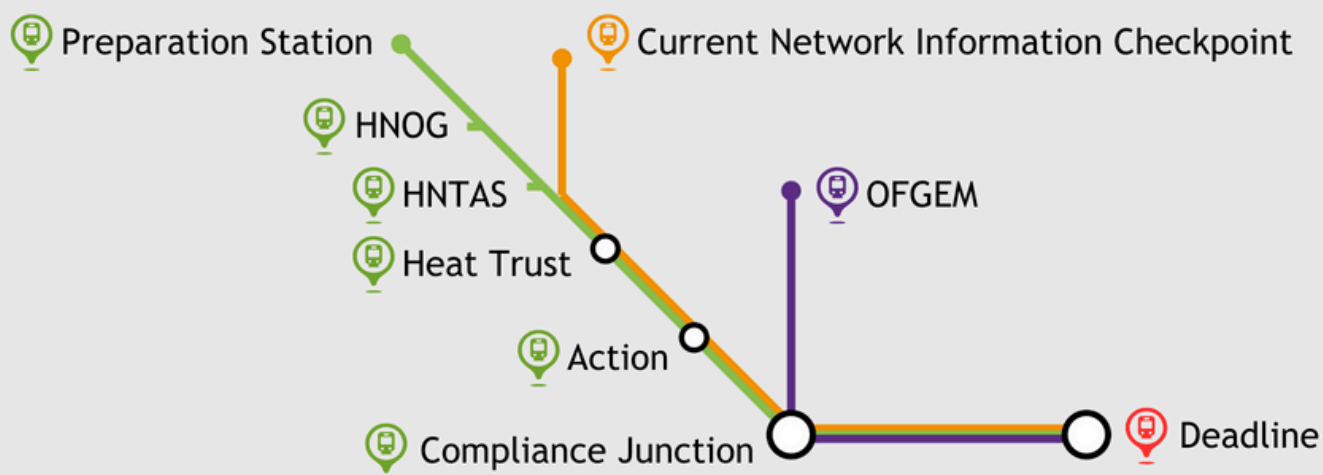 Preparation Station
Current Network Information Checkpoint
HNOG
HNTAS
OFGEM
Heat Trust
Action
Compliance Junction
Deadline